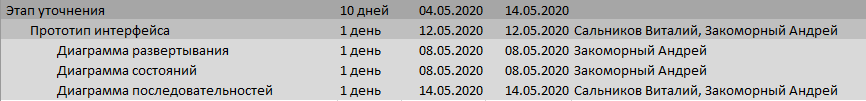 Этап уточнения 10 дней 04.05.2020 14.05.2020
Прототип интерфейса 1 день 12.05.2020 12.05.2020 Сальников Виталий, Закоморный Андрей
Диаграмма развертывания 1 день 08.05.2020 08.05.2020 Закоморный Андрей
Диаграмма состояний 1 день 08.05.2020 08.05.2020 Закоморный Андрей
Диаграмма последовательностей 1 день 14.05.2020 14.05.2020 Сальников Виталий, Закоморный Андрей